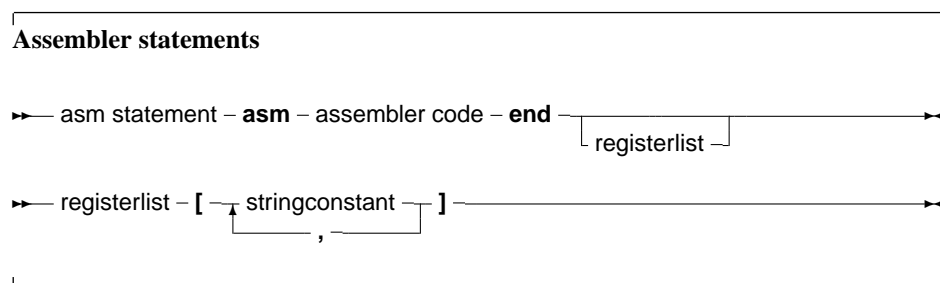 Assembler statements
asm statement – asm – assembler code – end
registerlist
registerlist – [ stringconstant ]
,